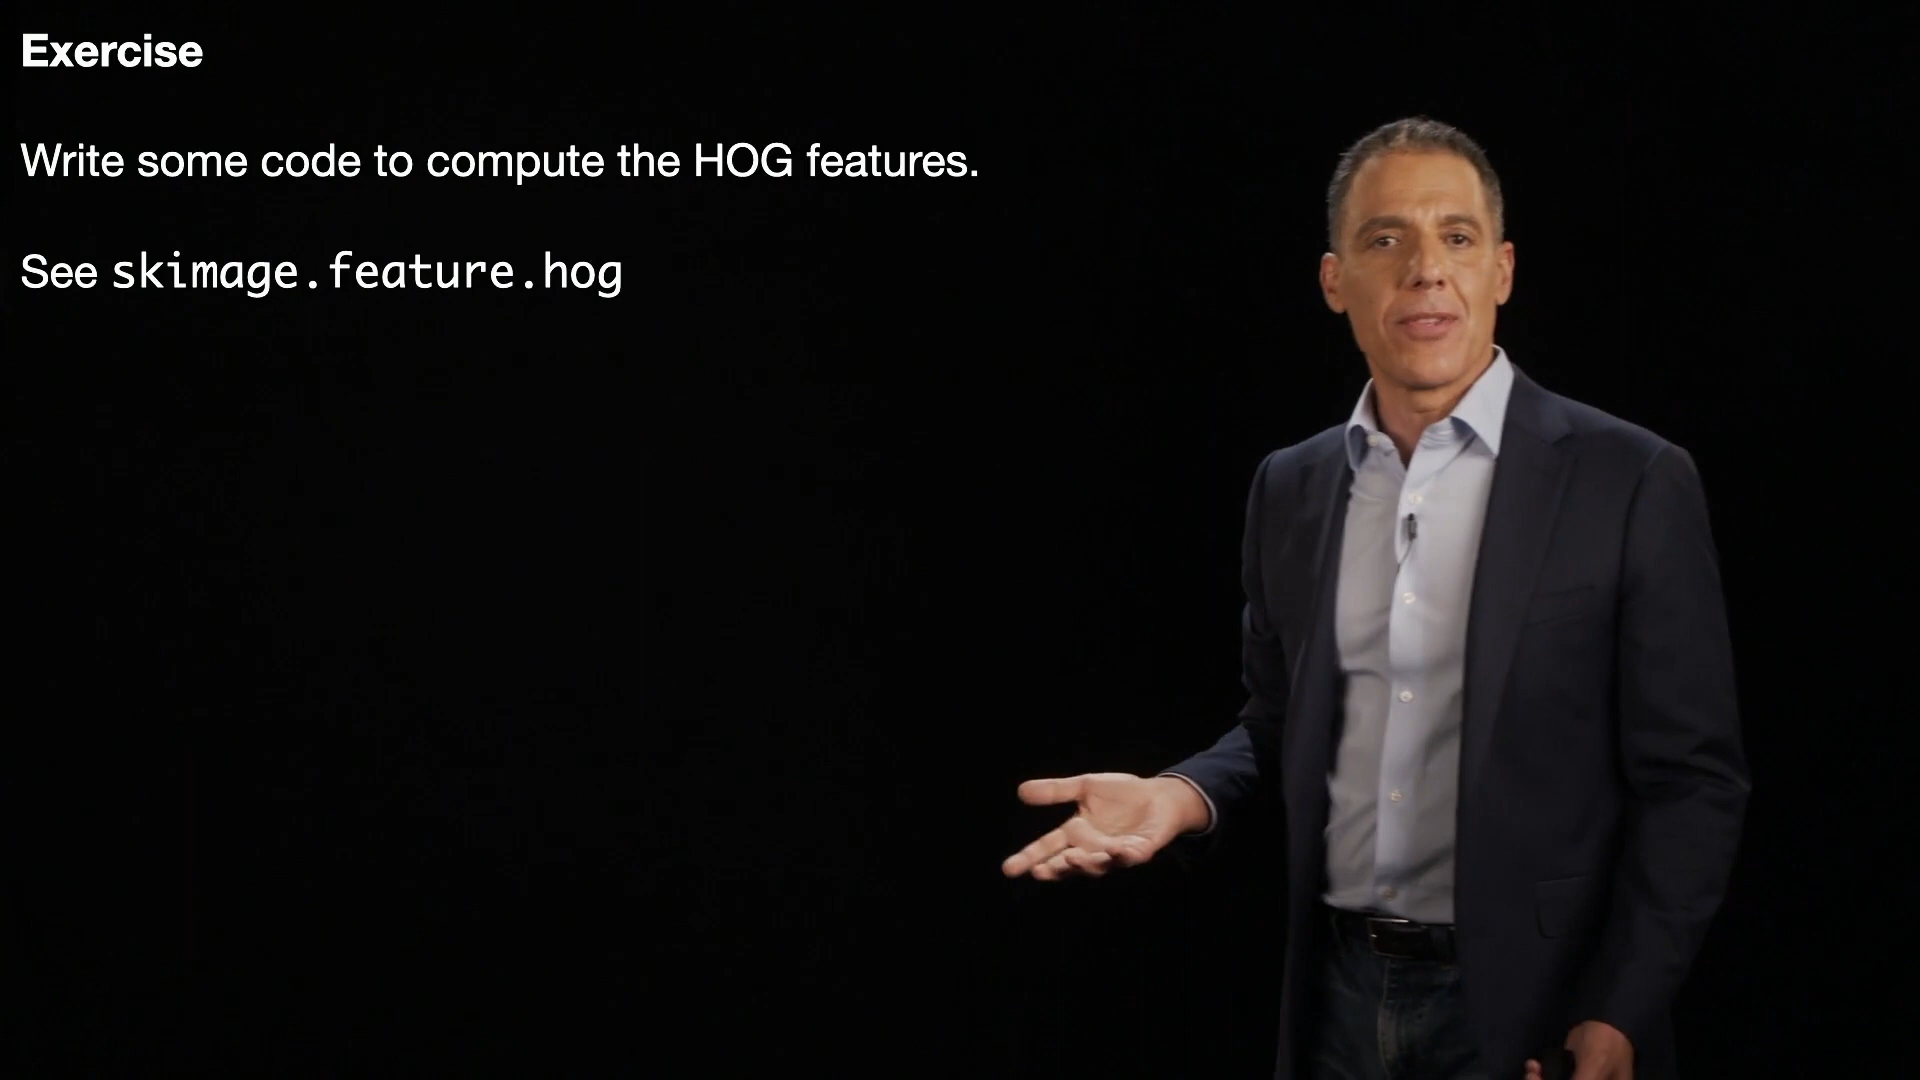 Exercise
Write some code to compute the HOG features.
See skimage.feature.hog